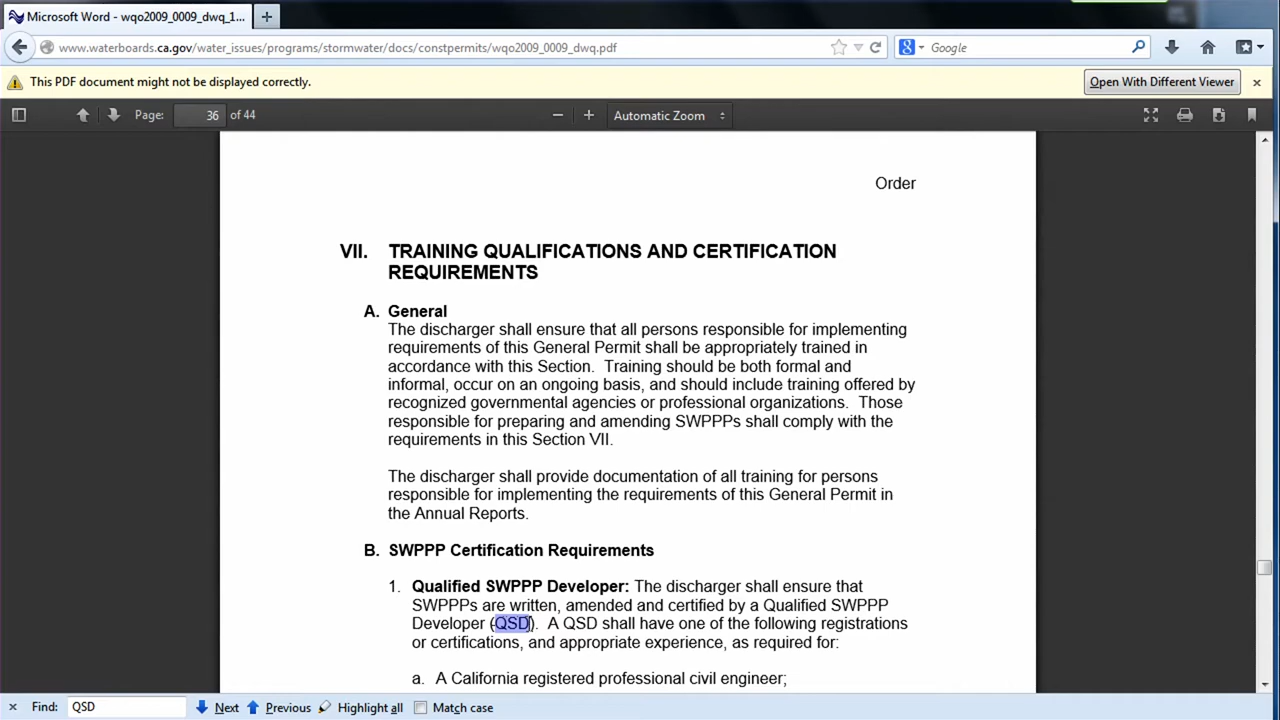 Microsoft Word - wqo2009_0009_dwq_1...
www.waterboards.ca.gov/water_issues/programs/stormwater/docs/constpermits/wqo2009_0009_dwq.pdf
Google
This PDF document might not be displayed correctly.
Open With Different Viewer
Page: 36 of 44
Automatic Zoom
Order
VII. TRAINING QUALIFICATIONS AND CERTIFICATION
REQUIREMENTS
A. General
The discharger shall ensure that all persons responsible for implementing
requirements of this General Permit shall be appropriately trained in
accordance with this Section. Training should be both formal and
informal, occur on an ongoing basis, and should include training offered by
recognized governmental agencies or professional organizations. Those
responsible for preparing and amending SWPPPs shall comply with the
requirements in this Section VII.
The discharger shall provide documentation of all training for persons
responsible for implementing the requirements of this General Permit in
the Annual Reports.
B. SWPPP Certification Requirements
1. Qualified SWPPP Developer: The discharger shall ensure that
SWPPPs are written, amended and certified by a Qualified SWPPP
Developer (QSD). A QSD shall have one of the following registrations
or certifications, and appropriate experience, as required for:
a. A California registered professional civil engineer;
Find: QSD Next Previous Highlight all Match case